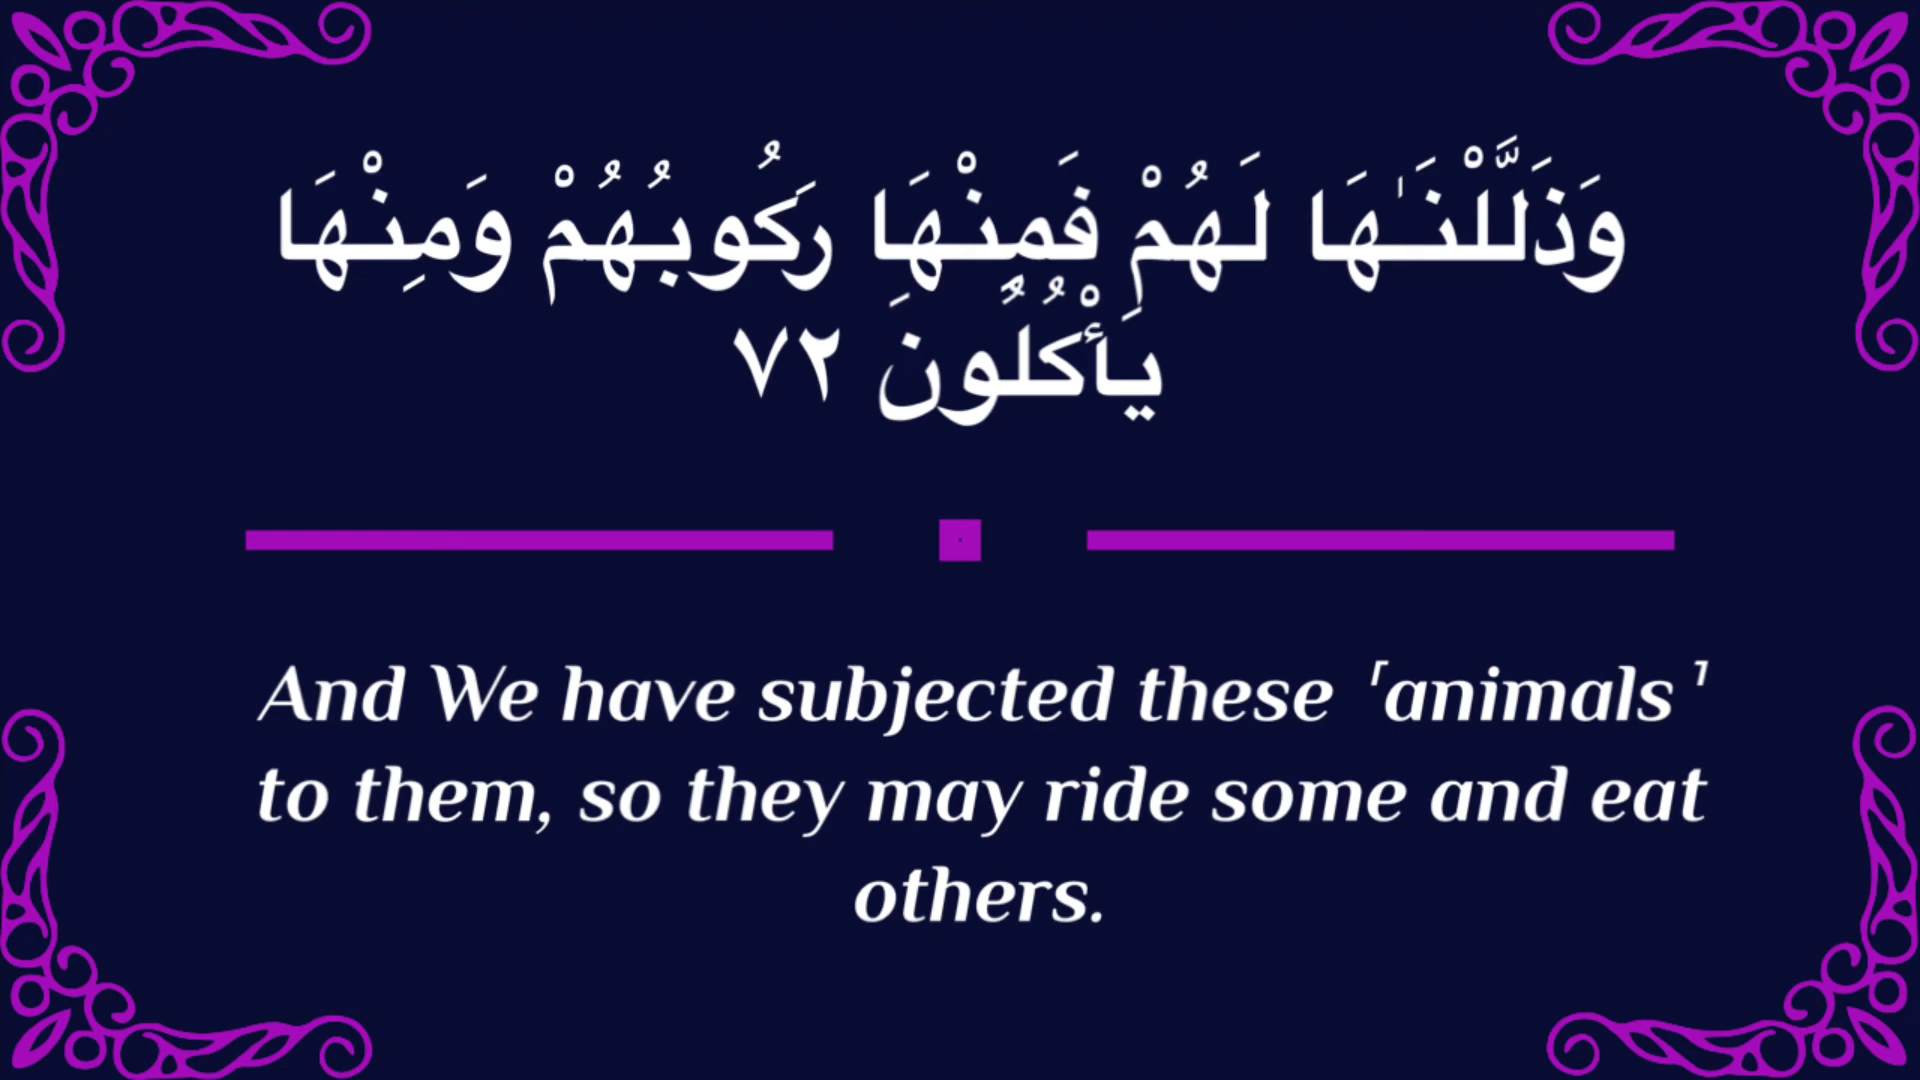 وَذَلَّلْنَـٰهَا لَهُمْ فَمِنْهَا رَكُوبُهُمْ وَمِنْهَا
يَأْكُلُونَ ٧٢
And We have subjected these ˹animals˺
to them, so they may ride some and eat
others.